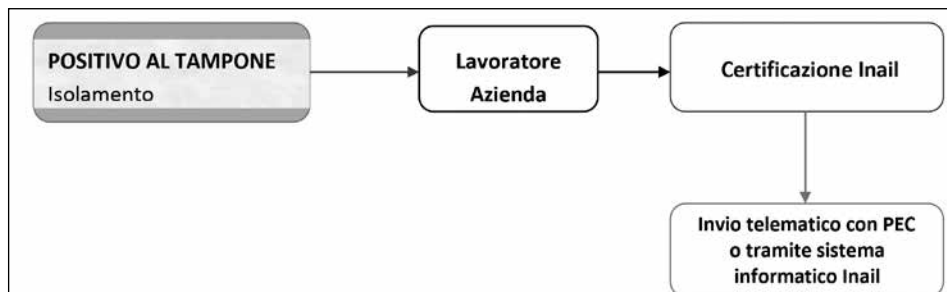 POSITIVO AL TAMPONE
Isolamento
Lavoratore
Azienda
Certificazione Inail
Invio telematico con PEC
o tramite sistema
informatico Inail